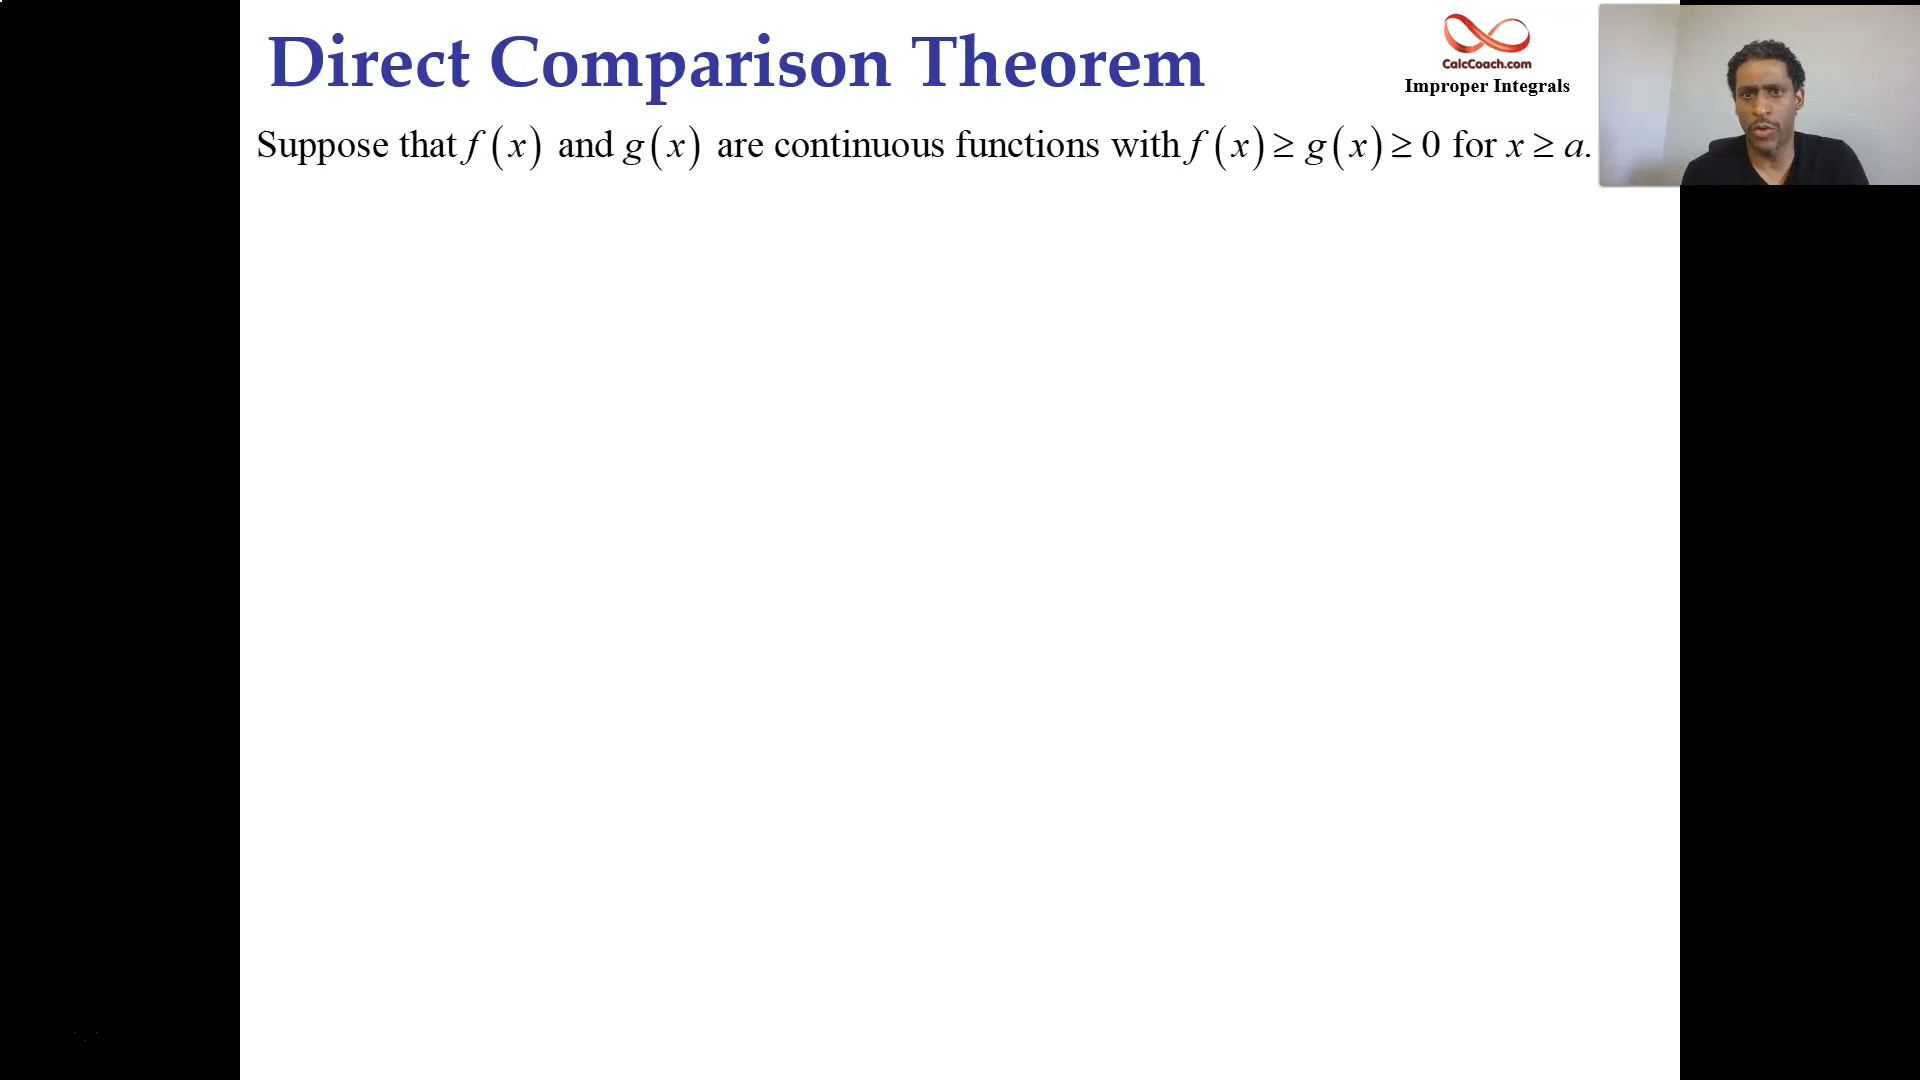 Direct Comparison Theorem
CalcCoach.com
Improper Integrals
Suppose that f(x) and g(x) are continuous functions with f(x) ≥ g(x) ≥ 0 for x ≥ a.